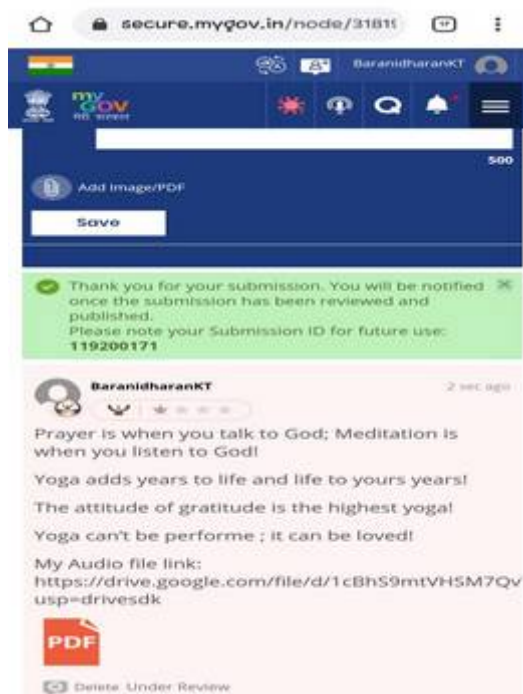 secure.mygov.in/node/31811
BaranidharanKT
my
GOV
मेरी सरकार
500
Add Image/PDF
Save
Thank you for your submission. You will be notified
once the submission has been reviewed and
published.
Please note your Submission ID for future use:
119200171
BaranidharanKT 2 sec ago
Prayer is when you talk to God; Meditation is
when you listen to God!
Yoga adds years to life and life to yours years!
The attitude of gratitude is the highest yoga!
Yoga can't be performe ; it can be loved!
My Audio file link:
https://drive.google.com/file/d/1cBhS9mtVHSM7Qv
usp=drivesdk
PDF
Delete Under Review